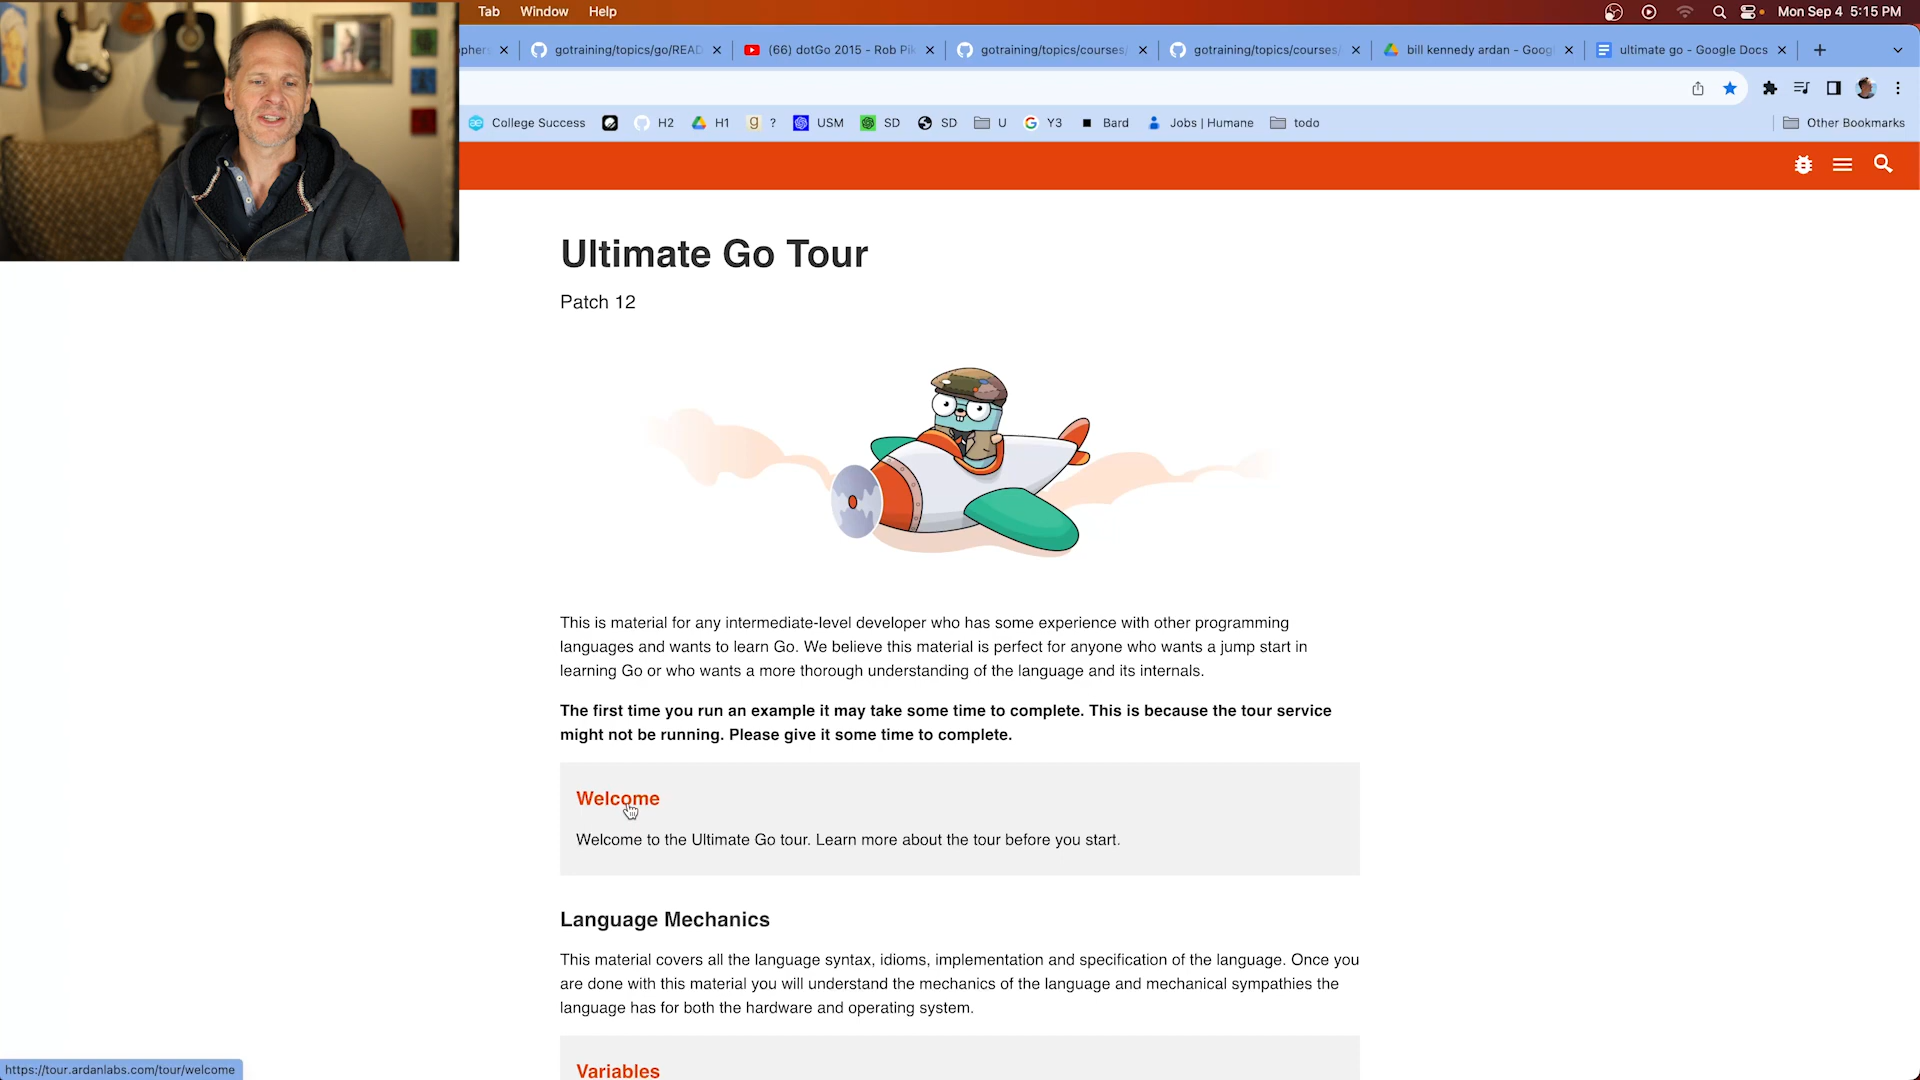 Tab Window Help
Mon Sep 4 5:15 PM
gotraining/topics/go/READ
(66) dotGo 2015 - Rob Pik
gotraining/topics/courses/
gotraining/topics/courses/
bill kennedy ardan - Goog
ultimate go - Google Docs
College Success
H2
H1
?
USM
SD
SD
U
Y3
Bard
Jobs | Humane
todo
Other Bookmarks
Ultimate Go Tour
Patch 12
This is material for any intermediate-level developer who has some experience with other programming
languages and wants to learn Go. We believe this material is perfect for anyone who wants a jump start in
learning Go or who wants a more thorough understanding of the language and its internals.
The first time you run an example it may take some time to complete. This is because the tour service
might not be running. Please give it some time to complete.
Welcome
Welcome to the Ultimate Go tour. Learn more about the tour before you start.
Language Mechanics
This material covers all the language syntax, idioms, implementation and specification of the language. Once you
are done with this material you will understand the mechanics of the language and mechanical sympathies the
language has for both the hardware and operating system.
Variables
https://tour.ardanlabs.com/tour/welcome